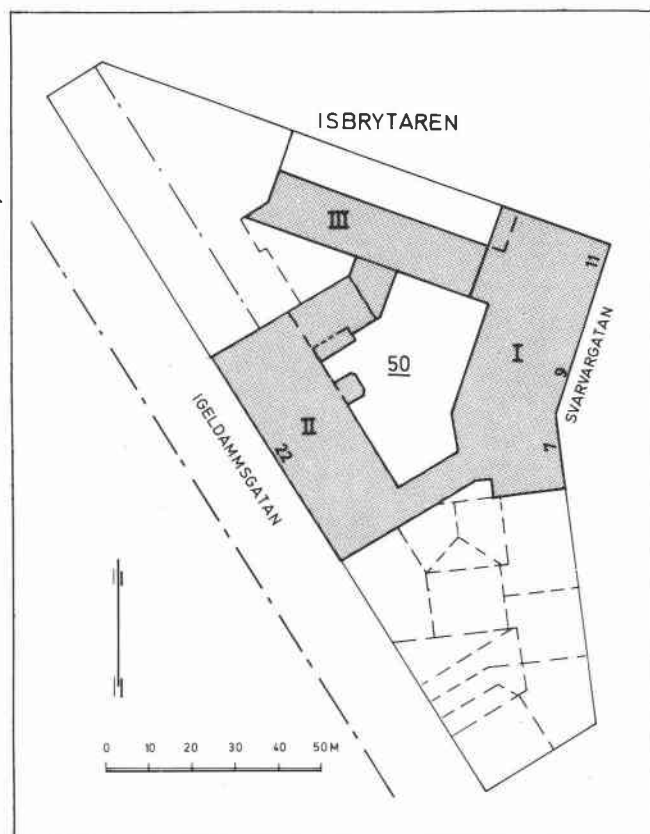 ISBRYTAREN
III
11
I
SVARVARGATAN
9
50
II
IGELDAMMSGATAN
22
7
0 10 20 30 40 50 M